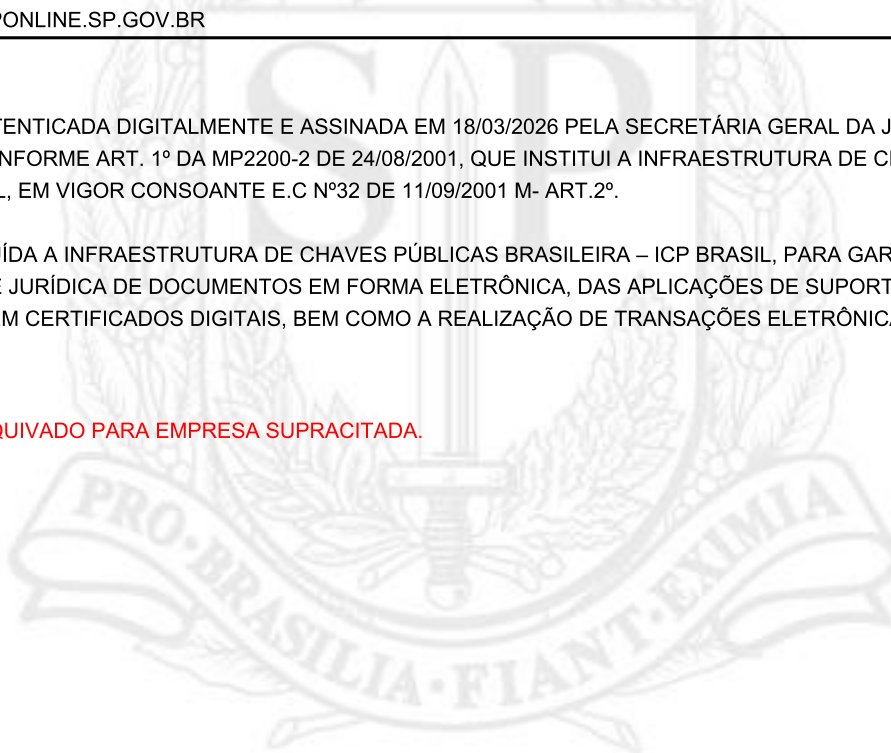 PONLINE.SP.GOV.BR
TENTICADA DIGITALMENTE E ASSINADA EM 18/03/2026 PELA SECRETÁRIA GERAL DA J
NFORME ART. 1º DA MP2200-2 DE 24/08/2001, QUE INSTITUI A INFRAESTRUTURA DE C
L, EM VIGOR CONSOANTE E.C Nº32 DE 11/09/2001 M- ART.2º.
ÍDA A INFRAESTRUTURA DE CHAVES PÚBLICAS BRASILEIRA – ICP BRASIL, PARA GAR
E JURÍDICA DE DOCUMENTOS EM FORMA ELETRÔNICA, DAS APLICAÇÕES DE SUPORT
EM CERTIFICADOS DIGITAIS, BEM COMO A REALIZAÇÃO DE TRANSAÇÕES ELETRÔNICA
QUIVADO PARA EMPRESA SUPRACITADA.
SP
PRO·BRASILIA·FIANT·EXIMIA